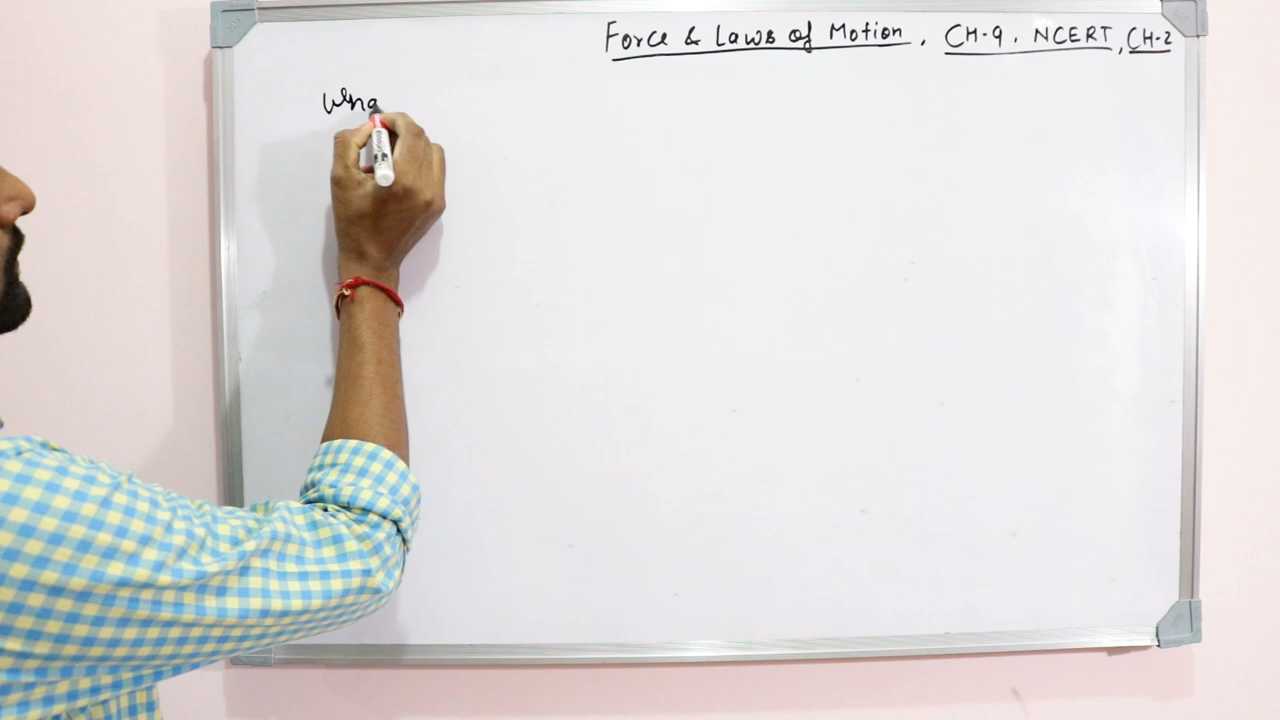 Force & Laws of Motion, CH-9. NCERT, CH-2
Wha